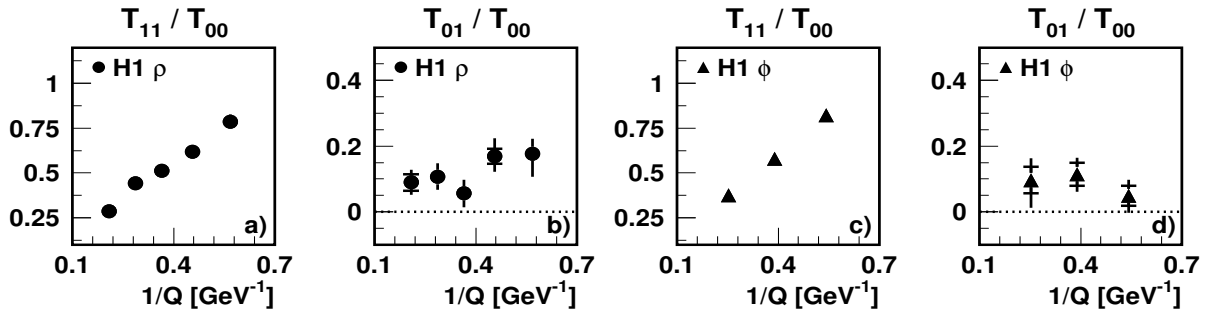 T11 / T00
H1 ρ
1
0.75
0.5
0.25
a)
0.1 0.4 0.7
1/Q [GeV-1]
T01 / T00
H1 ρ
0.4
0.2
0
b)
0.1 0.4 0.7
1/Q [GeV-1]
T11 / T00
H1 ϕ
1
0.75
0.5
0.25
c)
0.1 0.4 0.7
1/Q [GeV-1]
T01 / T00
H1 ϕ
0.4
0.2
0
d)
0.1 0.4 0.7
1/Q [GeV-1]